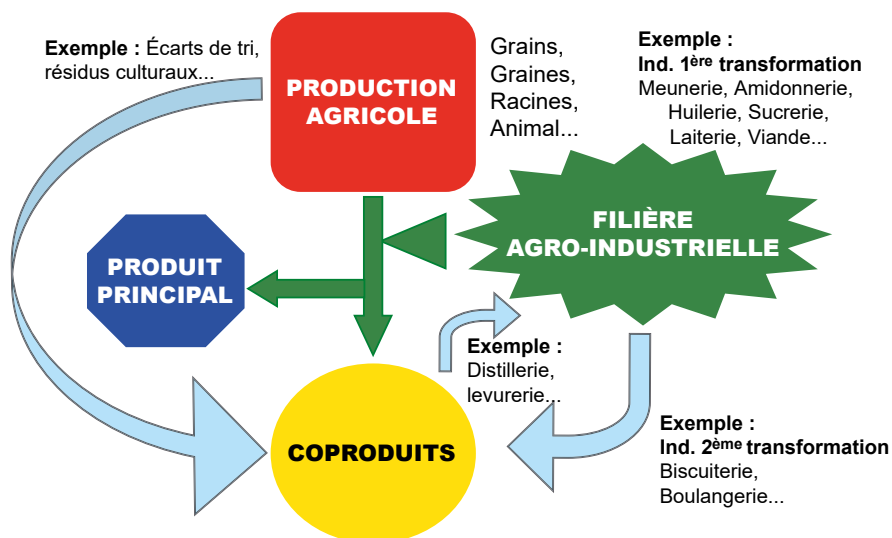 Exemple : Écarts de tri,
résidus culturaux...
PRODUCTION
AGRICOLE
Grains,
Graines,
Racines,
Animal...
Exemple :
Ind. 1ère transformation
Meunerie, Amidonnerie,
Huilerie, Sucrerie,
Laiterie, Viande...
FILIÈRE
AGRO-INDUSTRIELLE
PRODUIT
PRINCIPAL
Exemple :
Distillerie,
levurerie...
COPRODUITS
Exemple :
Ind. 2ème transformation
Biscuiterie,
Boulangerie...